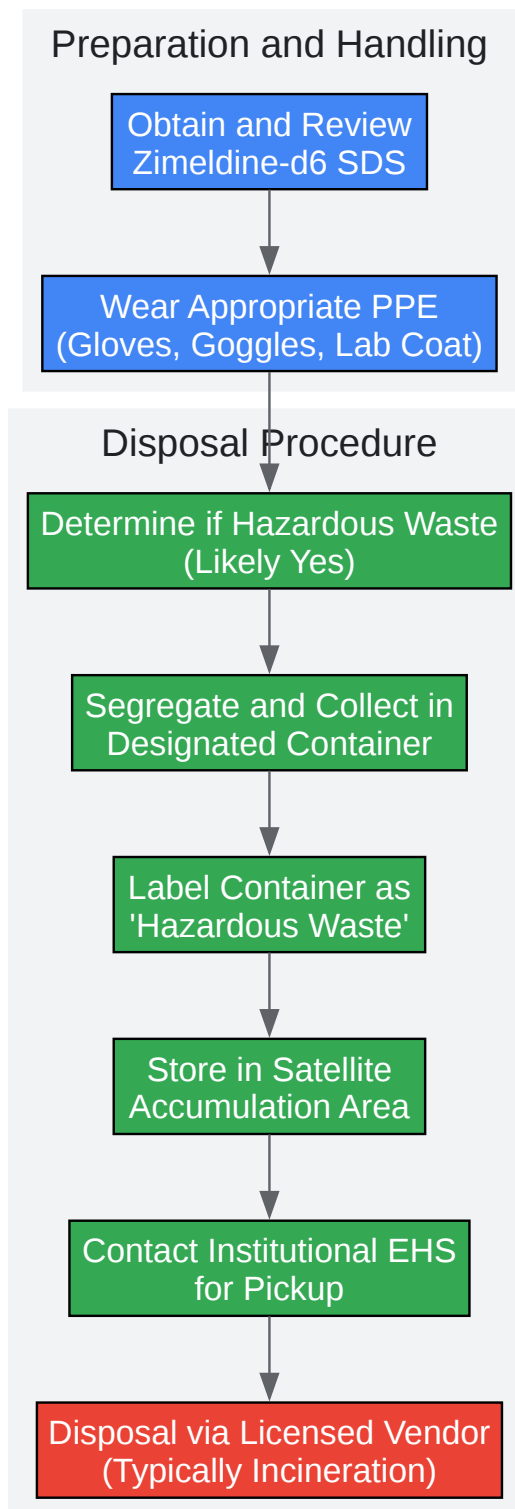 Preparation and Handling
Obtain and Review
Zimeldine-d6 SDS
Wear Appropriate PPE
(Gloves, Goggles, Lab Coat)
Disposal Procedure
Determine if Hazardous Waste
(Likely Yes)
Segregate and Collect in
Designated Container
Label Container as
'Hazardous Waste'
Store in Satellite
Accumulation Area
Contact Institutional EHS
for Pickup
Disposal via Licensed Vendor
(Typically Incineration)